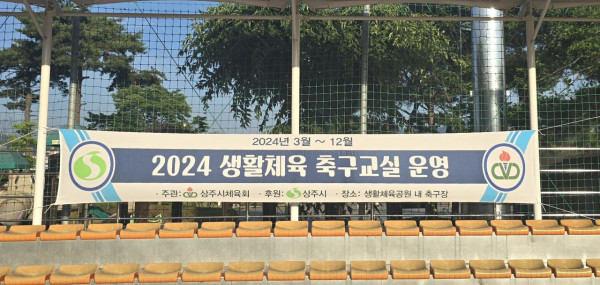 2024년 3월 ~ 12월
2024 생활체육 축구교실 운영
· 주관: 상주시체육회 · 후원: 상주시 · 장소: 생활체육공원 내 축구장